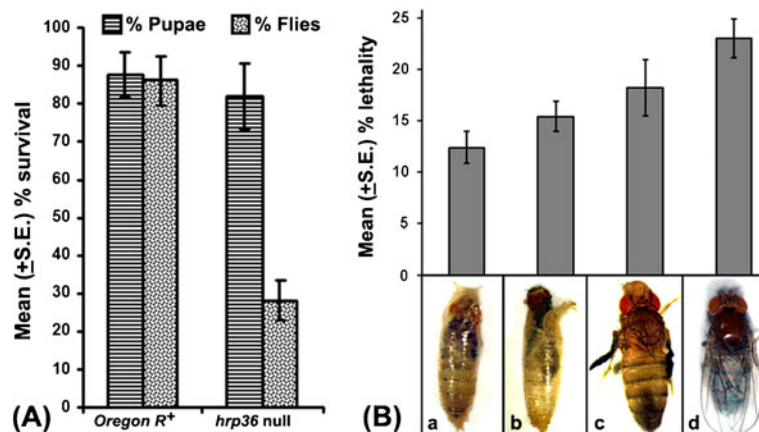 % Pupae % Flies
Mean (±S.E.) % survival
100
90
80
70
60
50
40
30
20
10
0
Oregon R+
hrp36 null
(A)
Mean (±S.E.) % lethality
25
20
15
10
5
0
a
b
c
d
(B)